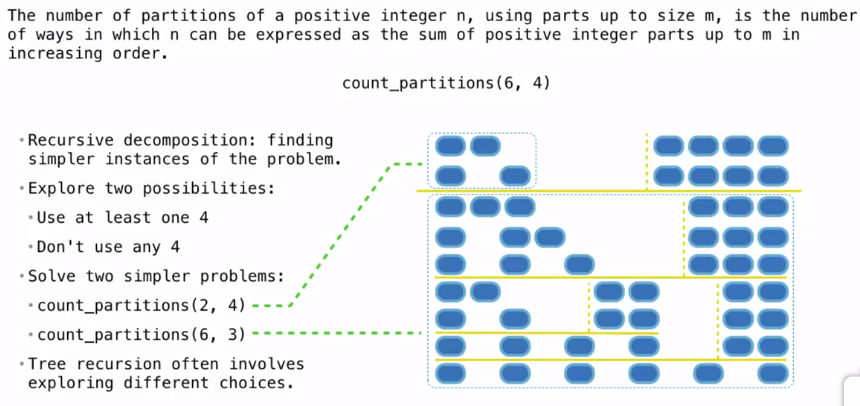 The number of partitions of a positive integer n, using parts up to size m, is the number
of ways in which n can be expressed as the sum of positive integer parts up to m in
increasing order.
count_partitions(6, 4)
•Recursive decomposition: finding
simpler instances of the problem.
•Explore two possibilities:
•Use at least one 4
•Don't use any 4
•Solve two simpler problems:
•count_partitions(2, 4)
•count_partitions(6, 3)
•Tree recursion often involves
exploring different choices.